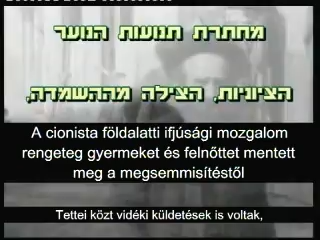 מחתרת תנועות הנוער
הציוניות, הצילה מההשמדה,
A cionista földalatti ifjúsági mozgalom
rengeteg gyermeket és felnőttet mentett
meg a megsemmisítéstől
Tettei közt vidéki küldetések is voltak,